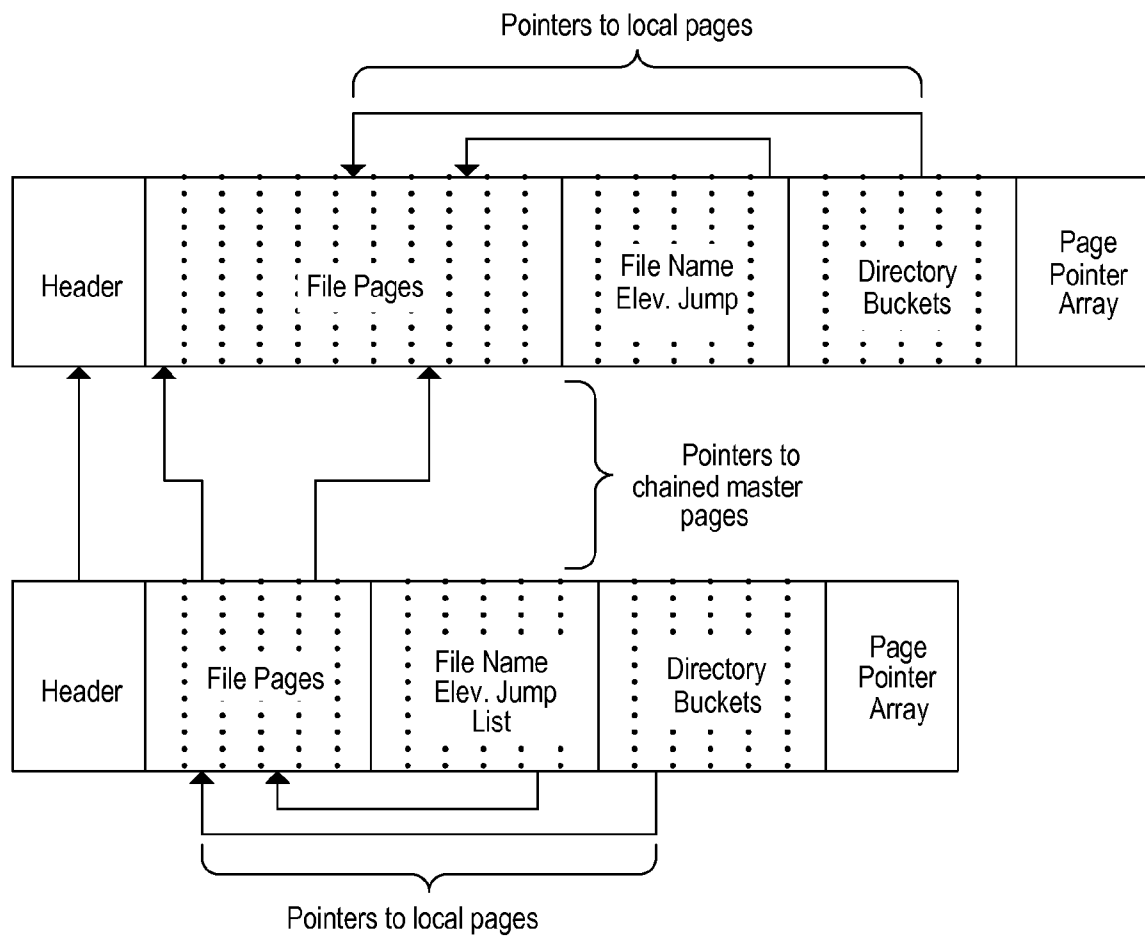 Pointers to local pages
Header
File Pages
File Name
Elev. Jump
Directory
Buckets
Page
Pointer
Array
Pointers to
chained master
pages
Header
File Pages
File Name
Elev. Jump
List
Directory
Buckets
Page
Pointer
Array
Pointers to local pages